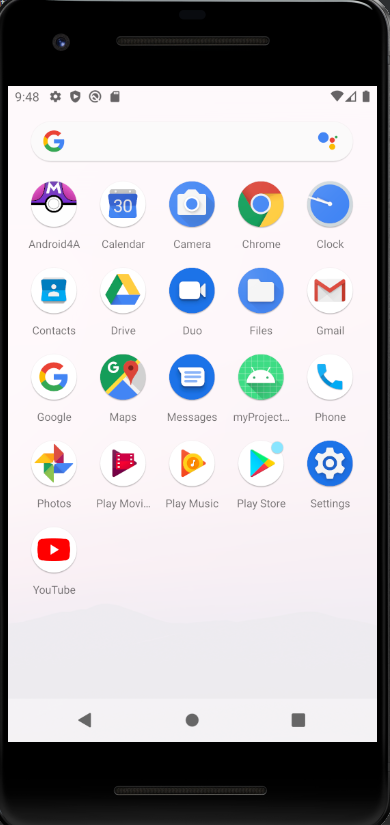 9:48
Android4A
Calendar
Camera
Chrome
Clock
30
Contacts
Drive
Duo
Files
Gmail
Google
Maps
Messages
myProject...
Phone
Photos
Play Movi...
Play Music
Play Store
Settings
YouTube